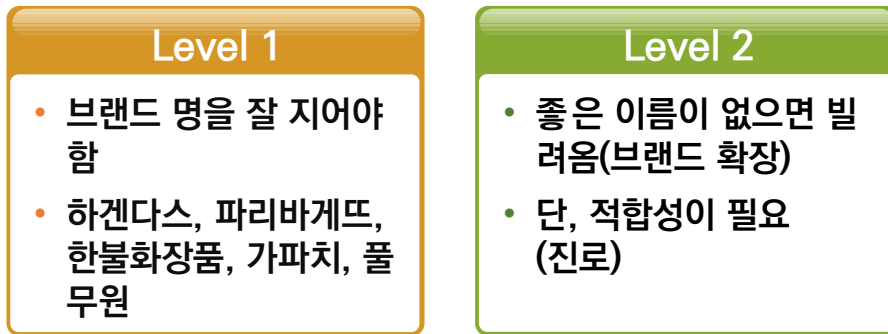 Level 1
• 브랜드 명을 잘 지어야
함
• 하겐다스, 파리바게뜨,
한불화장품, 가파치, 풀
무원
Level 2
• 좋은 이름이 없으면 빌
려옴(브랜드 확장)
• 단, 적합성이 필요
(진로)